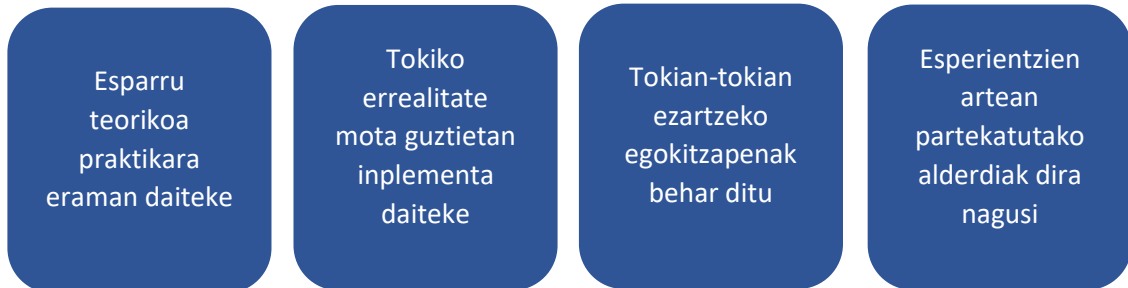 Esparru
teorikoa
praktikara
eraman daiteke
Tokiko
errealitate
mota guztietan
inplementa
daiteke
Tokian-tokian
ezartzeko
egokitzapenak
behar ditu
Esperientzien
artean
partekatutako
alderdiak dira
nagusi